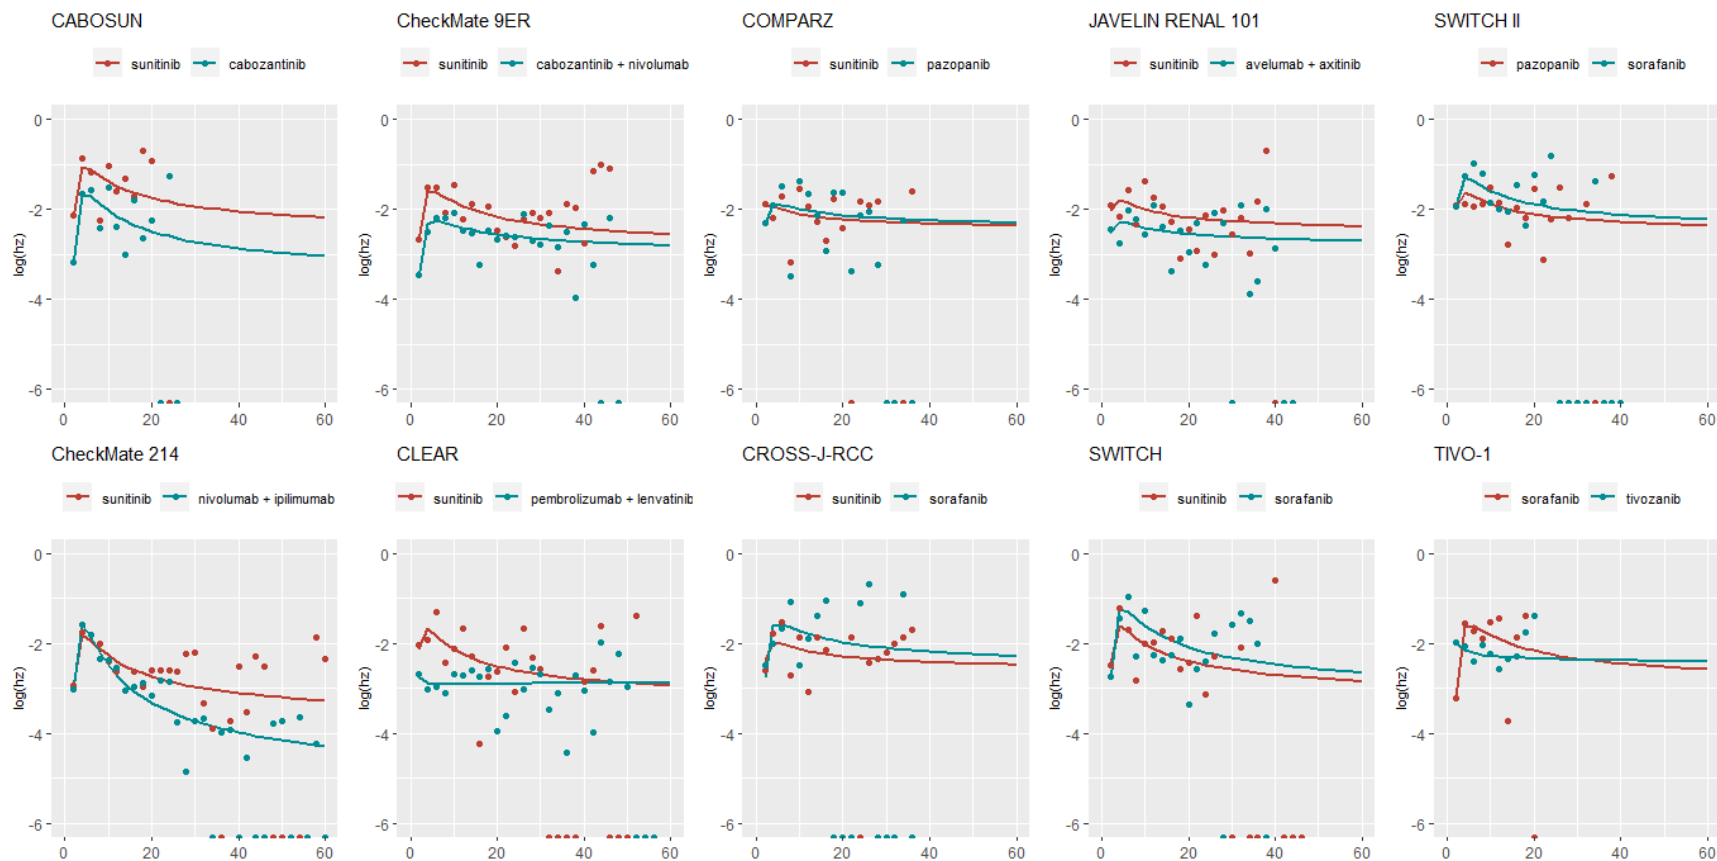 CABOSUN
sunitinib cabozantinib
log(hz)
0
-2
-4
-6
0 20 40 60
CheckMate 9ER
sunitinib cabozantinib + nivolumab
log(hz)
0
-2
-4
-6
0 20 40 60
COMPARZ
sunitinib pazopanib
log(hz)
0
-2
-4
-6
0 20 40 60
JAVELIN RENAL 101
sunitinib avelumab + axitinib
log(hz)
0
-2
-4
-6
0 20 40 60
SWITCH II
pazopanib sorafanib
log(hz)
0
-2
-4
-6
0 20 40 60
CheckMate 214
sunitinib nivolumab + ipilimumab
log(hz)
0
-2
-4
-6
0 20 40 60
CLEAR
sunitinib pembrolizumab + lenvatinib
log(hz)
0
-2
-4
-6
0 20 40 60
CROSS-J-RCC
sunitinib sorafanib
log(hz)
0
-2
-4
-6
0 20 40 60
SWITCH
sunitinib sorafanib
log(hz)
0
-2
-4
-6
0 20 40 60
TIVO-1
sorafanib tivozanib
log(hz)
0
-2
-4
-6
0 20 40 60